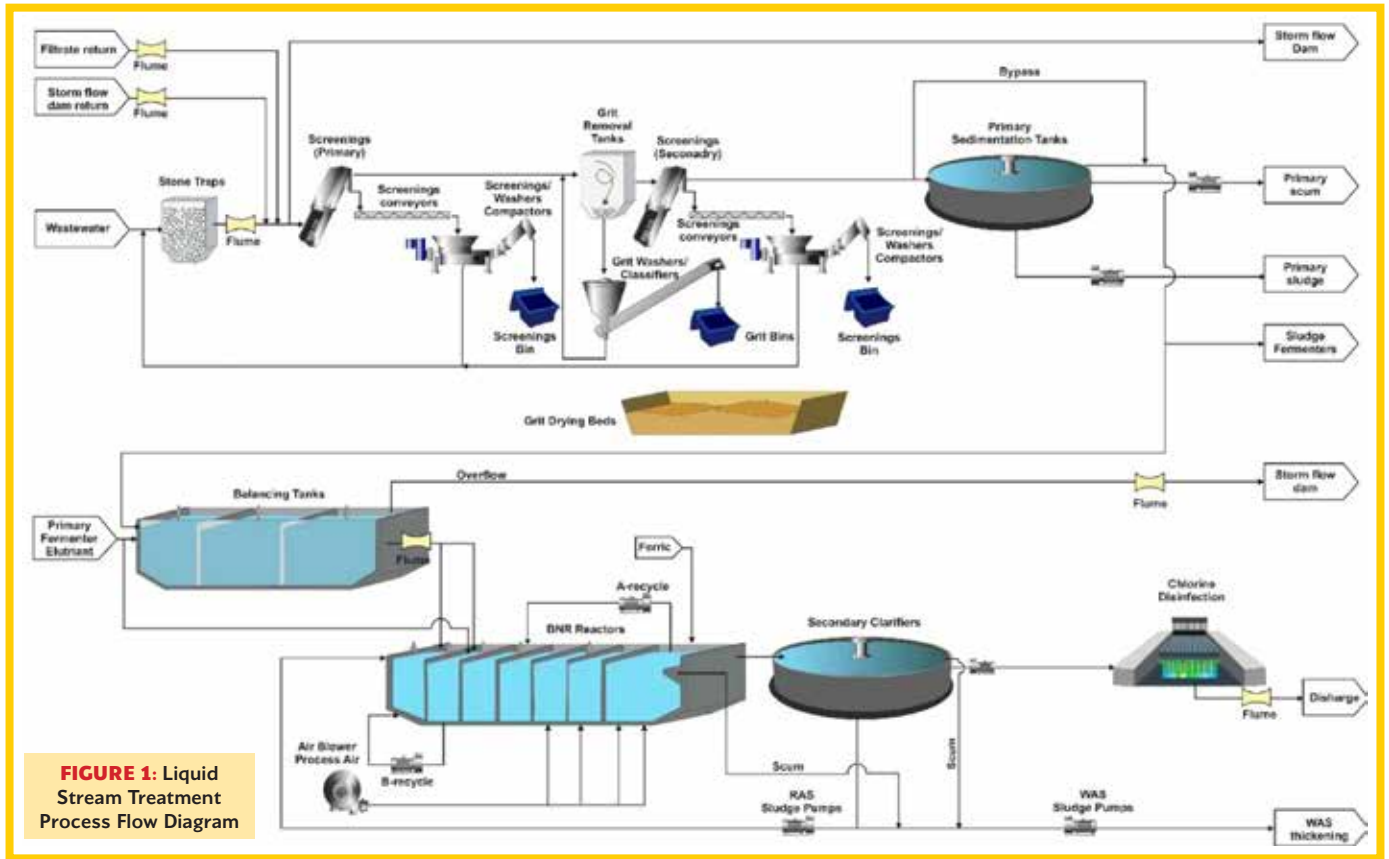 Filtrate return
Flume
Storm flow
dam return
Flume
Storm flow
Dam
Bypass
Grit
Removal
Tanks
Screenings
(Primary)
Screenings
(Seconadry)
Primary
Sedimentation Tanks
Stone Traps
Screenings
conveyors
Screenings/
Washers
Compactors
Primary
scum
Wastewater
Flume
Screenings
conveyors
Screenings/
Washers
Compactors
Grit Washers/
Classifiers
Primary
sludge
Screenings
Bin
Grit Bins
Screenings
Bin
Sludge
Fermenters
Grit Drying Beds
Overflow
Storm flow
dam
Flume
Balancing Tanks
Primary
Fermenter
Elutriant
Flume
Ferric
A-recycle
Chlorine
Disinfection
BNR Reactors
Secondary Clarifiers
Disharge
Flume
Air Blower
Process Air
B-recycle
Scum
Scum
RAS
Sludge Pumps
WAS
Sludge Pumps
WAS
thickening
FIGURE 1: Liquid
Stream Treatment
Process Flow Diagram